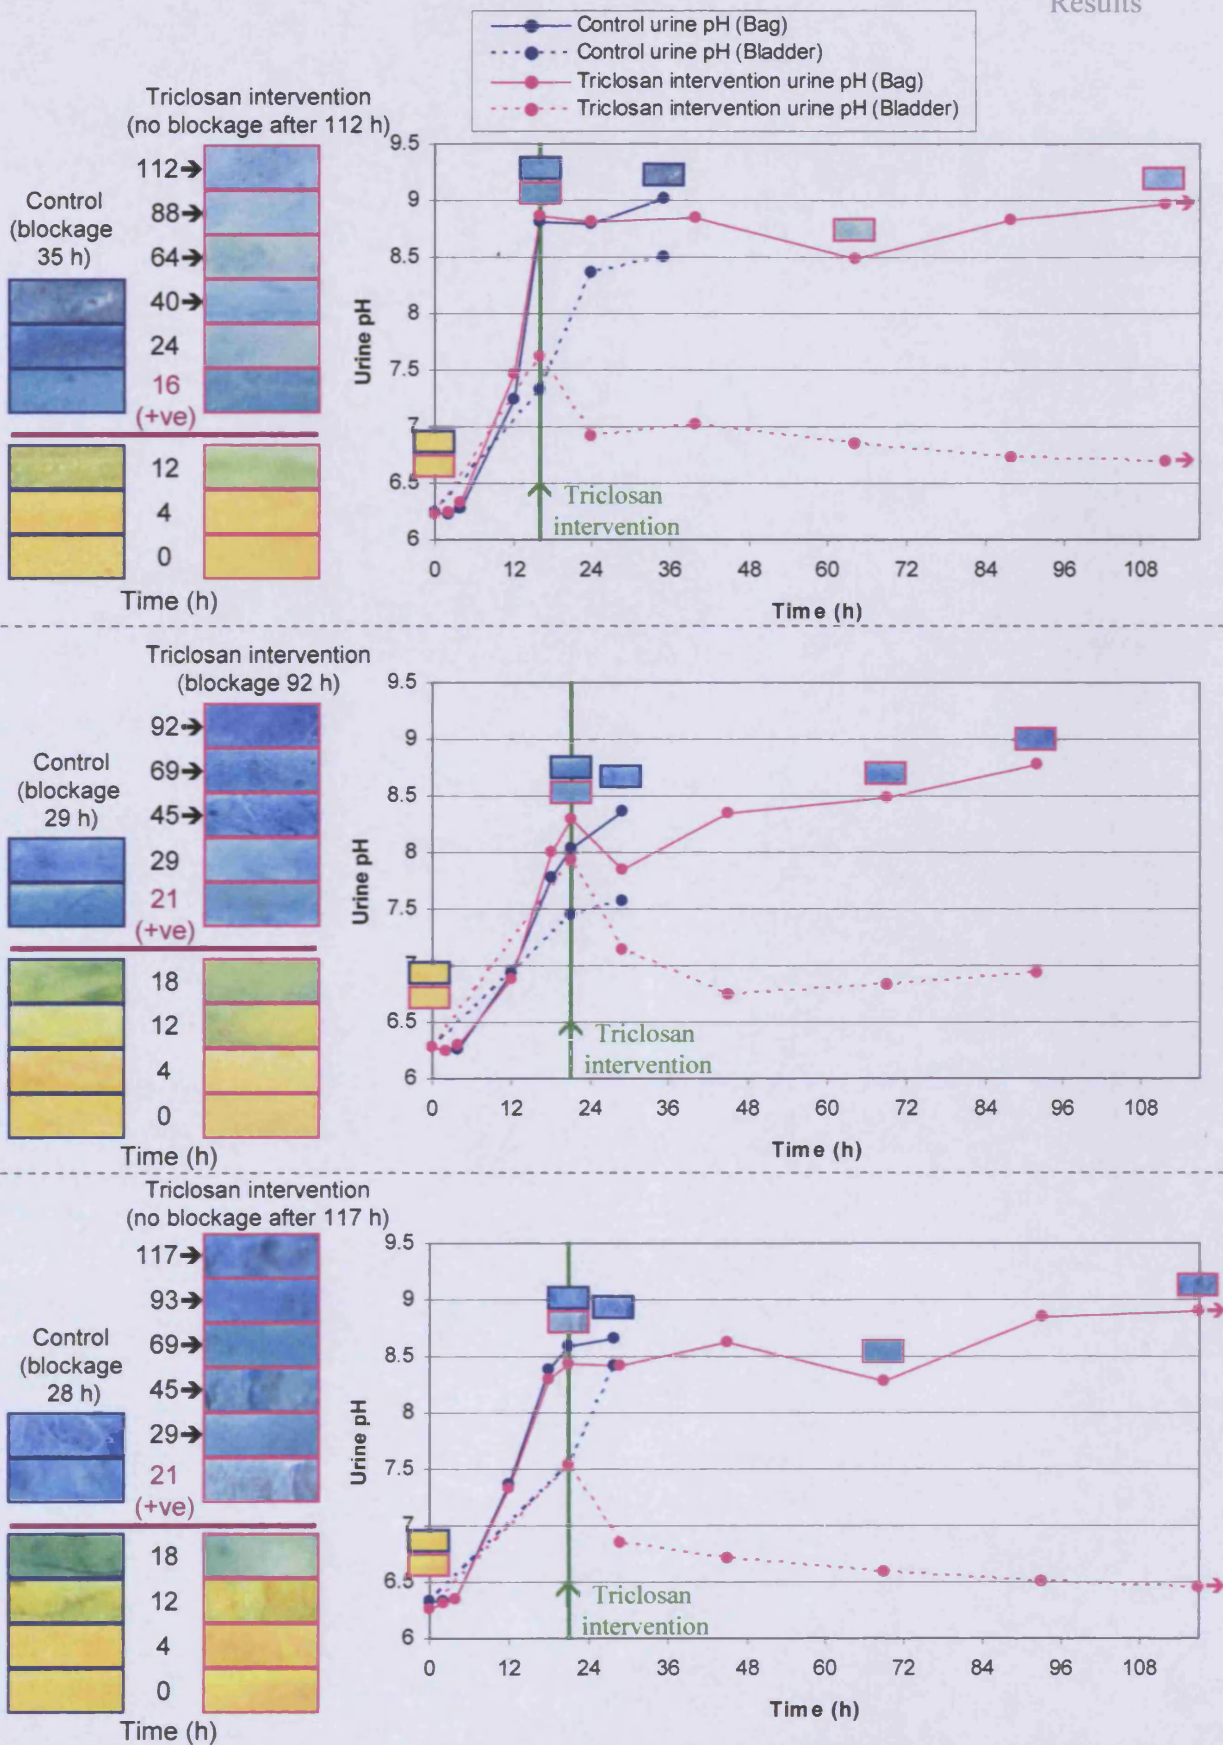 Results
Control urine pH (Bag)
Control urine pH (Bladder)
Triclosan intervention urine pH (Bag)
Triclosan intervention urine pH (Bladder)
Triclosan intervention
(no blockage after 112 h)
Control
(blockage
35 h)
112
88
64
40
24
16
(+ve)
12
4
0
Time (h)
Urine pH
9.5
9
8.5
8
7.5
7
6.5
6
Triclosan
intervention
0 12 24 36 48 60 72 84 96 108
Time (h)
Triclosan intervention
(blockage 92 h)
Control
(blockage
29 h)
92
69
45
29
21
(+ve)
18
12
4
0
Time (h)
Urine pH
9.5
9
8.5
8
7.5
7
6.5
6
Triclosan
intervention
0 12 24 36 48 60 72 84 96 108
Time (h)
Triclosan intervention
(no blockage after 117 h)
Control
(blockage
28 h)
117
93
69
45
29
21
(+ve)
18
12
4
0
Time (h)
Urine pH
9.5
9
8.5
8
7.5
7
6.5
6
Triclosan
intervention
0 12 24 36 48 60 72 84 96 108
Time (h)